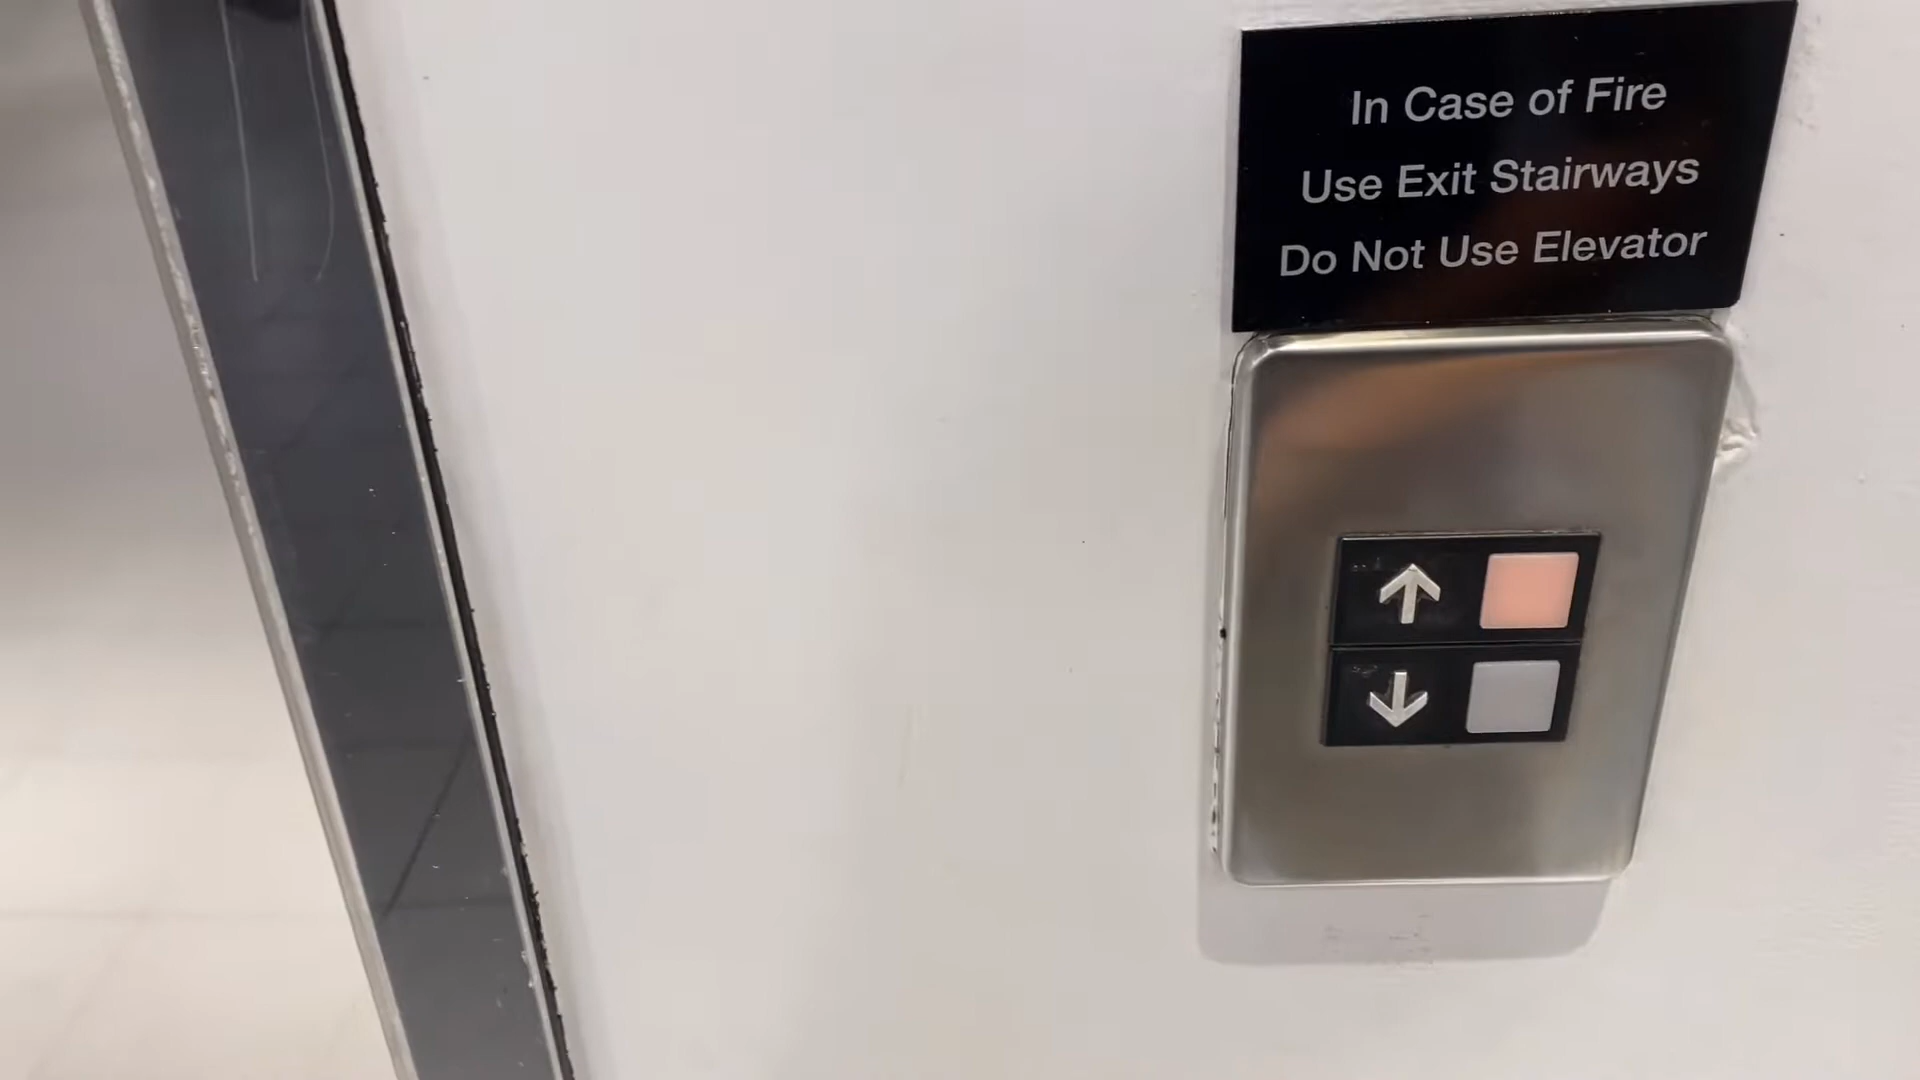 In Case of Fire
Use Exit Stairways
Do Not Use Elevator